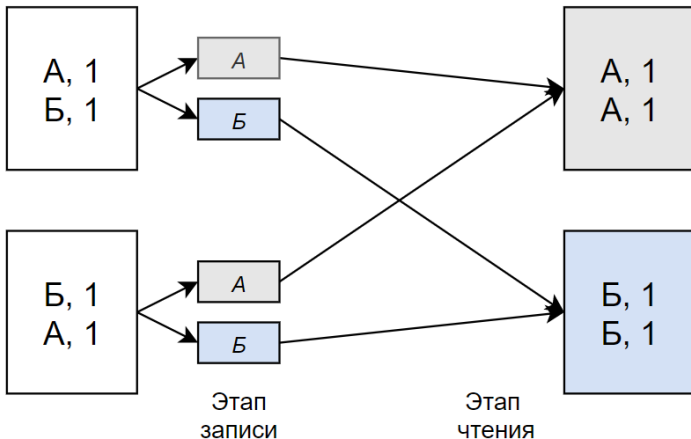 А, 1
Б, 1
А
Б
А, 1
А, 1
Б, 1
А, 1
А
Б
Б, 1
Б, 1
Этап
записи
Этап
чтения